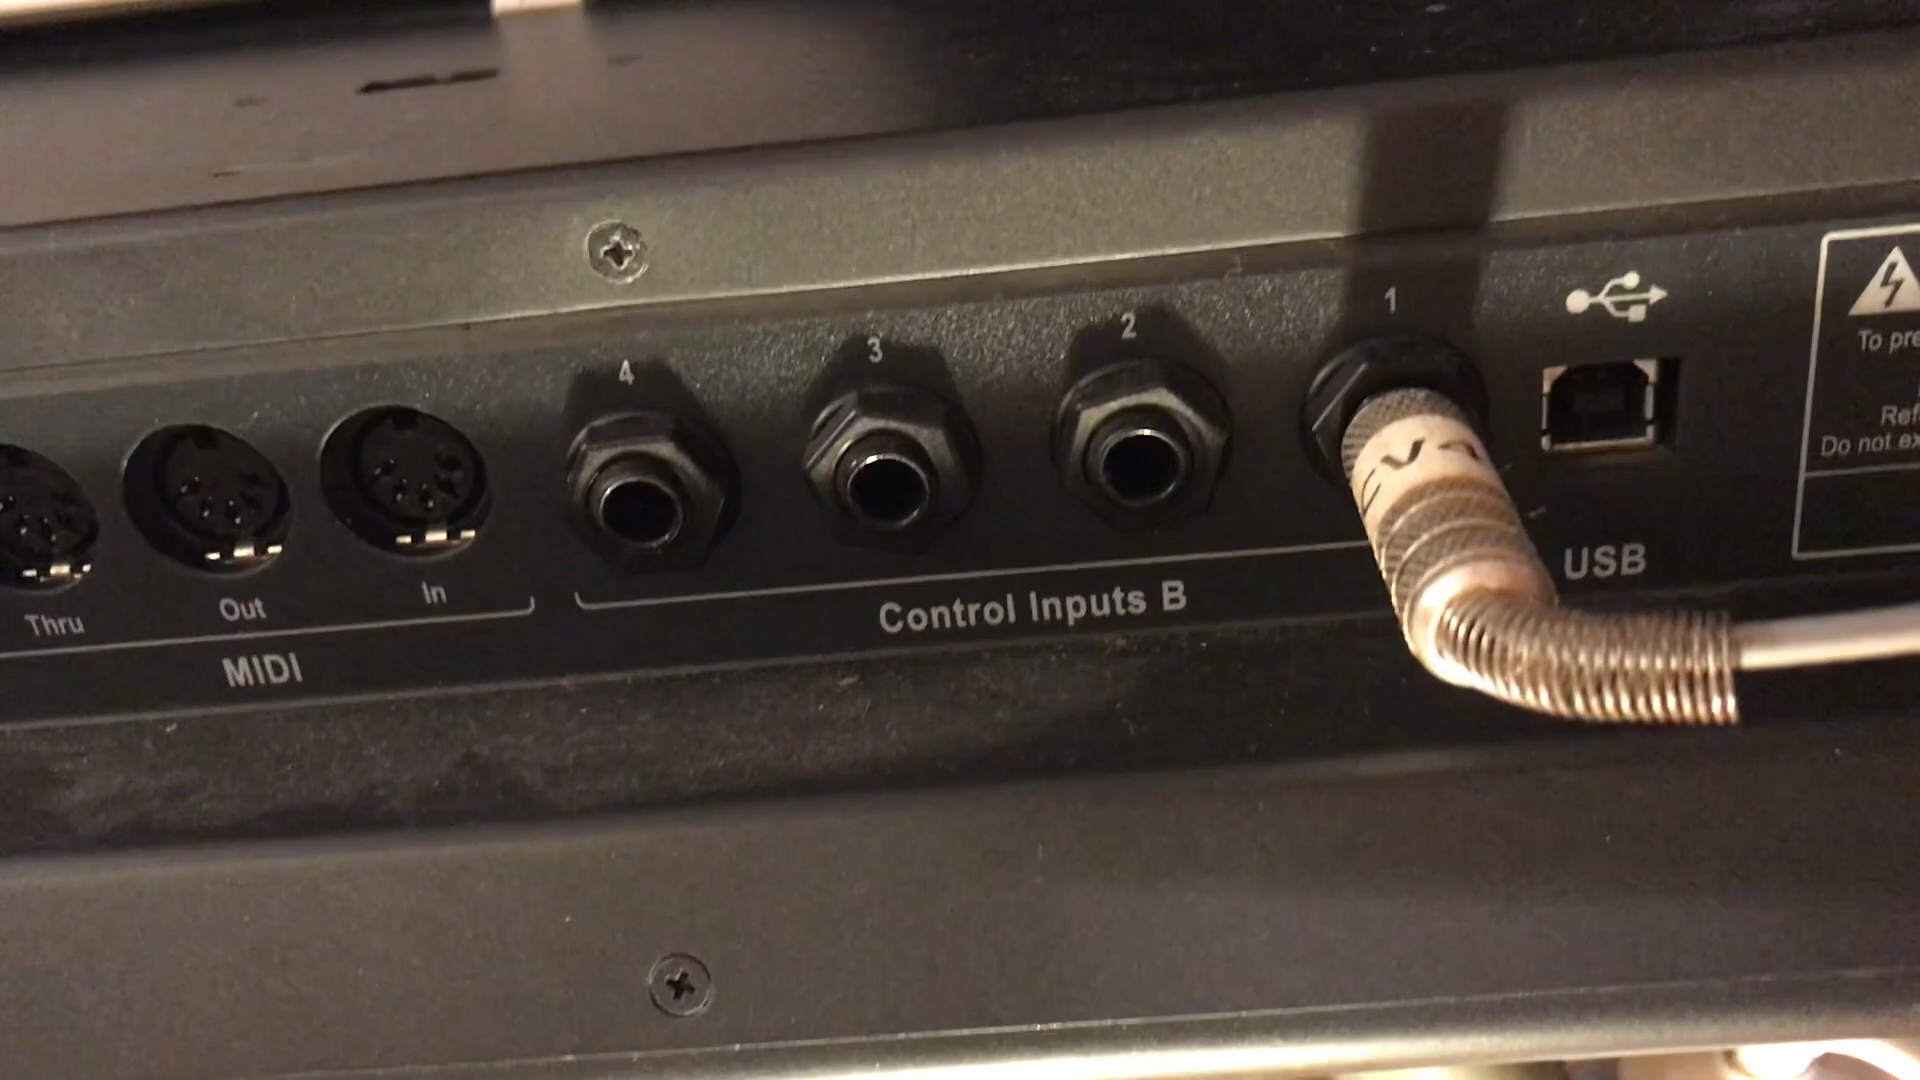 4 3 2 1
Thru Out In
MIDI
Control Inputs B
USB
To pre
Ref
Do not ex